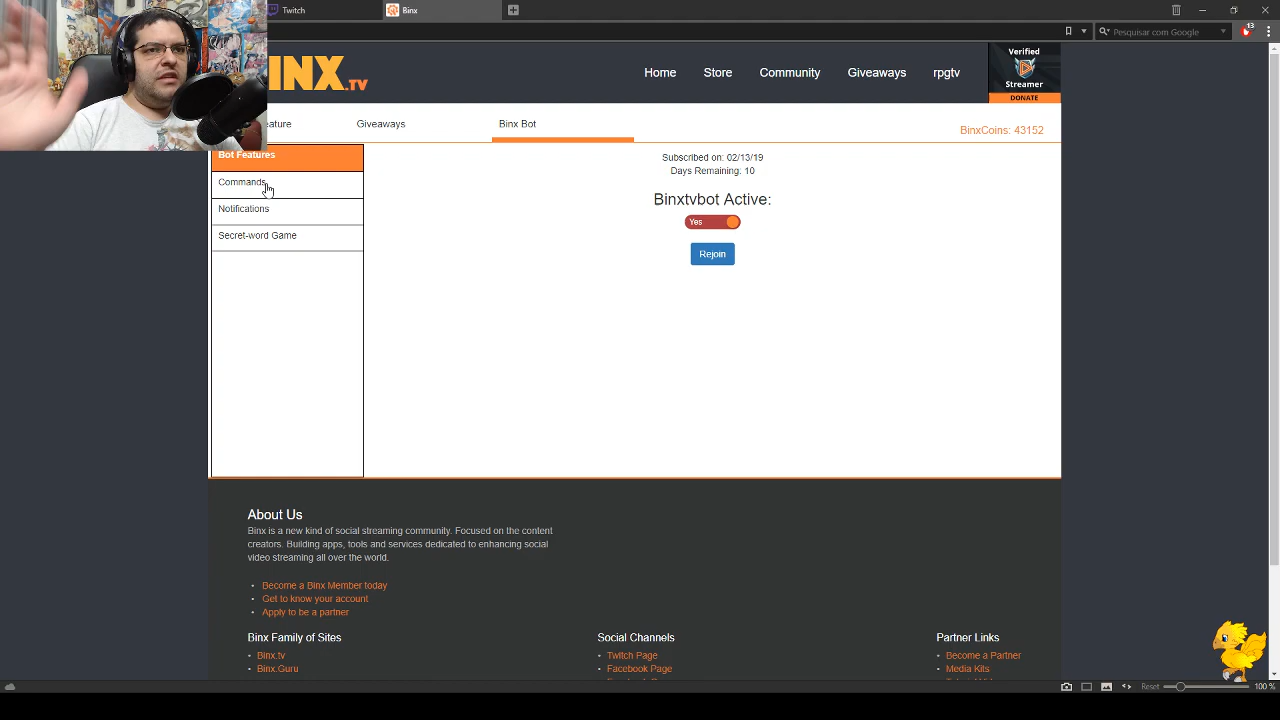 Twitch
Binx
Pesquisar com Google
13
INX.TV
Home
Store
Community
Giveaways
rpgtv
Verified
Streamer
DONATE
eature
Giveaways
Binx Bot
BinxCoins: 43152
Bot Features
Commands
Notifications
Secret-word Game
Subscribed on: 02/13/19
Days Remaining: 10
Binxtvbot Active:
Yes
Rejoin
About Us
Binx is a new kind of social streaming community. Focused on the content
creators. Building apps, tools and services dedicated to enhancing social
video streaming all over the world.
• Become a Binx Member today
• Get to know your account
• Apply to be a partner
Binx Family of Sites
• Binx.tv
• Binx.Guru
Social Channels
• Twitch Page
• Facebook Page
Partner Links
• Become a Partner
• Media Kits
Reset
100 %